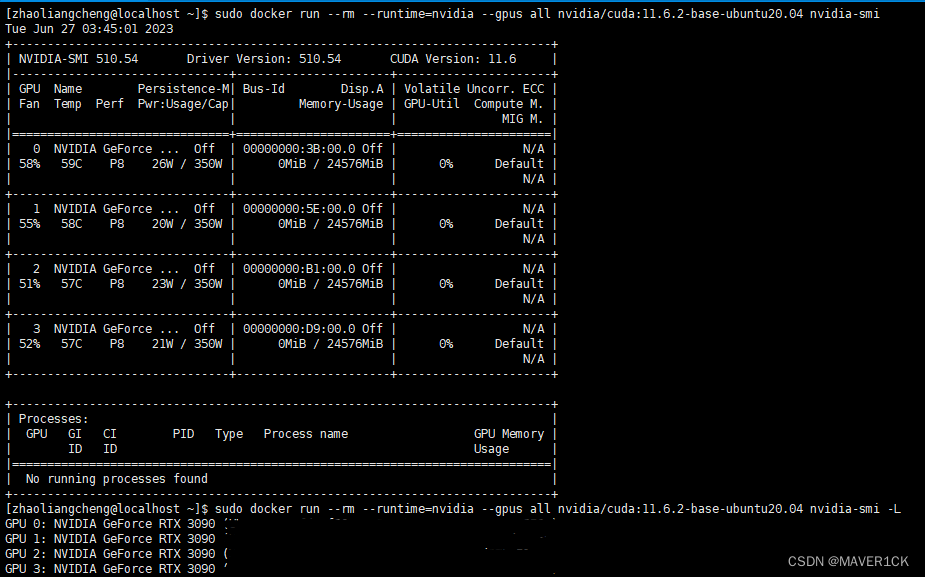 [zhaoliangcheng@localhost ~]$ sudo docker run --rm --runtime=nvidia --gpus all nvidia/cuda:11.6.2-base-ubuntu20.04 nvidia-smi
Tue Jun 27 03:45:01 2023
+-----------------------------------------------------------------------------+
| NVIDIA-SMI 510.54       Driver Version: 510.54       CUDA Version: 11.6     |
|-------------------------------+----------------------+----------------------+
| GPU  Name        Persistence-M| Bus-Id        Disp.A | Volatile Uncorr. ECC |
| Fan  Temp  Perf  Pwr:Usage/Cap|         Memory-Usage | GPU-Util  Compute M. |
|                               |                      |               MIG M. |
|===============================+======================+======================|
|   0  NVIDIA GeForce ...  Off  | 00000000:3B:00.0 Off |                  N/A |
| 58%   59C    P8    26W / 350W |      0MiB / 24576MiB |      0%      Default |
|                               |                      |                  N/A |
+-------------------------------+----------------------+----------------------+
|   1  NVIDIA GeForce ...  Off  | 00000000:5E:00.0 Off |                  N/A |
| 55%   58C    P8    20W / 350W |      0MiB / 24576MiB |      0%      Default |
|                               |                      |                  N/A |
+-------------------------------+----------------------+----------------------+
|   2  NVIDIA GeForce ...  Off  | 00000000:B1:00.0 Off |                  N/A |
| 51%   57C    P8    23W / 350W |      0MiB / 24576MiB |      0%      Default |
|                               |                      |                  N/A |
+-------------------------------+----------------------+----------------------+
|   3  NVIDIA GeForce ...  Off  | 00000000:D9:00.0 Off |                  N/A |
| 52%   57C    P8    21W / 350W |      0MiB / 24576MiB |      0%      Default |
|                               |                      |                  N/A |
+-------------------------------+----------------------+----------------------+

+-----------------------------------------------------------------------------+
| Processes:                                                                  |
|  GPU   GI   CI        PID   Type   Process name                  GPU Memory |
|        ID   ID                                                   Usage      |
|=============================================================================|
|  No running processes found                                                 |
+-----------------------------------------------------------------------------+
[zhaoliangcheng@localhost ~]$ sudo docker run --rm --runtime=nvidia --gpus all nvidia/cuda:11.6.2-base-ubuntu20.04 nvidia-smi -L
GPU 0: NVIDIA GeForce RTX 3090
GPU 1: NVIDIA GeForce RTX 3090
GPU 2: NVIDIA GeForce RTX 3090 (
GPU 3: NVIDIA GeForce RTX 3090
CSDN @MAVER1CK